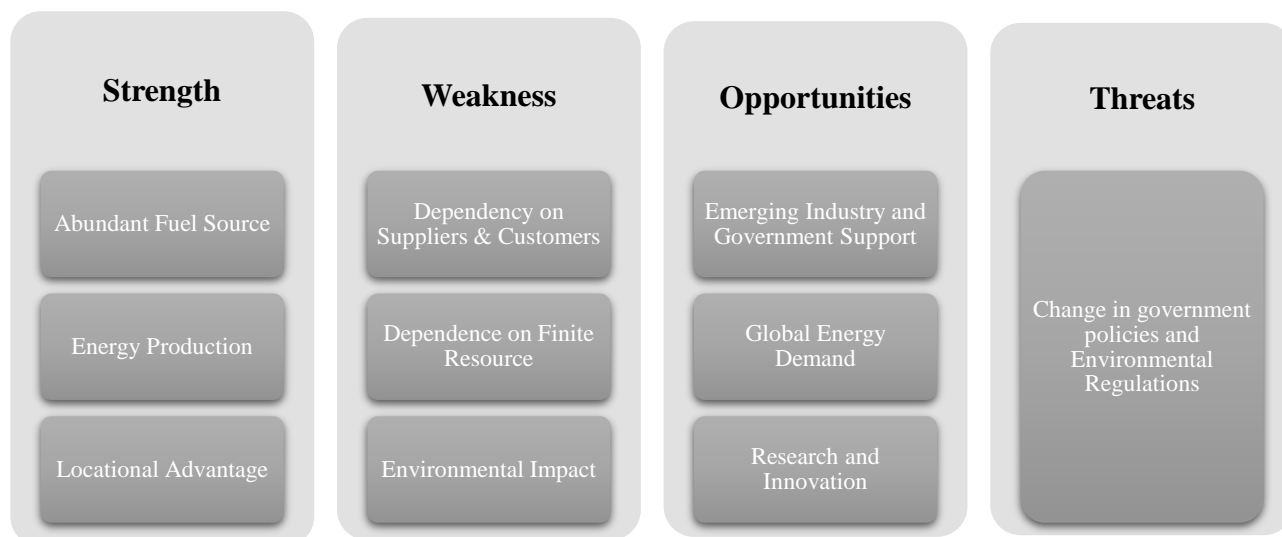 Strength
Abundant Fuel Source
Energy Production
Locational Advantage
Weakness
Dependency on
Suppliers & Customers
Dependence on Finite
Resource
Environmental Impact
Opportunities
Emerging Industry and
Government Support
Global Energy
Demand
Research and
Innovation
Threats
Change in government
policies and
Environmental
Regulations